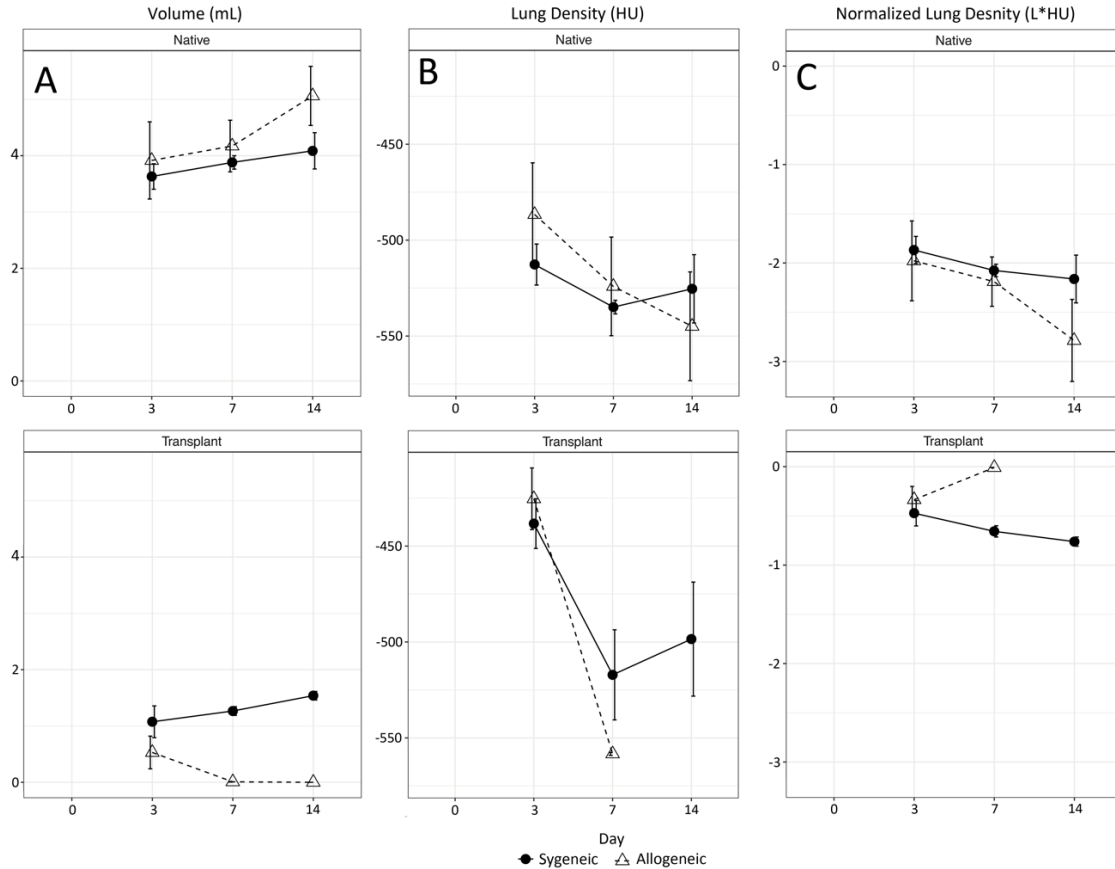 Volume (mL)
Lung Density (HU)
Normalized Lung Desnity (L*HU)
Native
Native
Native
A
B
C
4
2
0
-450
-500
-550
0
-1
-2
-3
0 3 7 14
0 3 7 14
0 3 7 14
Transplant
Transplant
Transplant
4
2
0
-450
-500
-550
0
-1
-2
-3
0 3 7 14
0 3 7 14
0 3 7 14
Day
Sygeneic Allogeneic